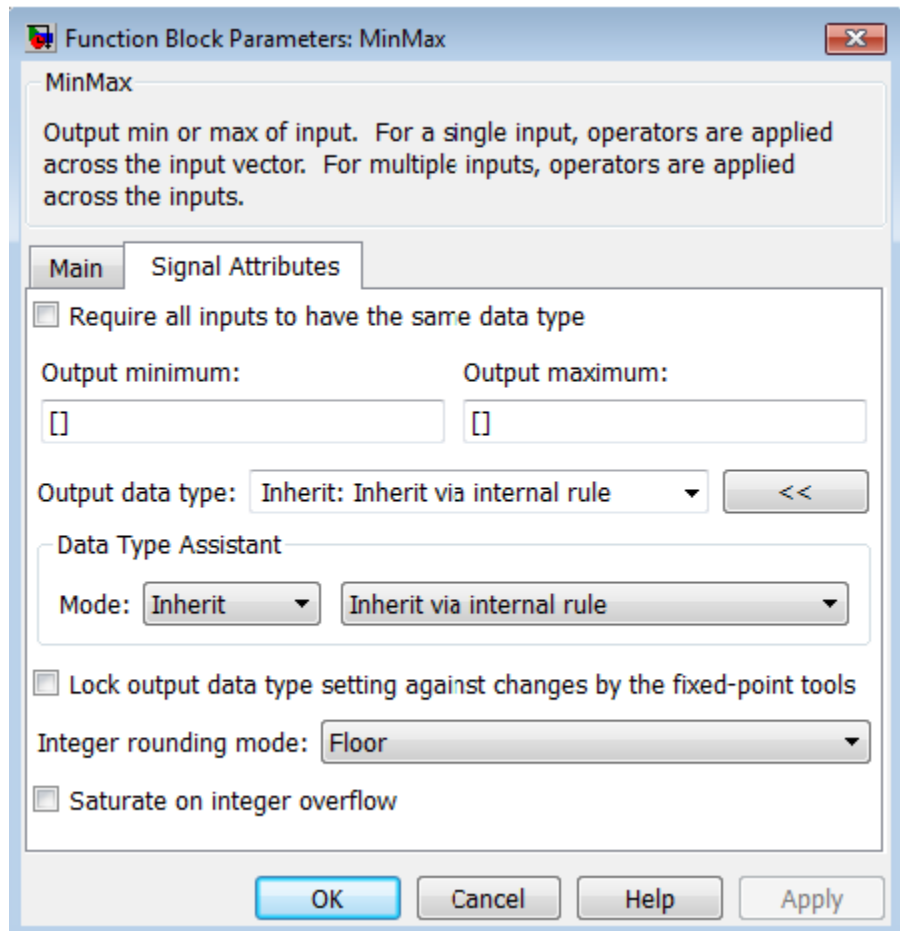 Function Block Parameters: MinMax
MinMax
Output min or max of input. For a single input, operators are applied
across the input vector. For multiple inputs, operators are applied
across the inputs.
Main Signal Attributes
Require all inputs to have the same data type
Output minimum: Output maximum:
[] []
Output data type: Inherit: Inherit via internal rule <<
Data Type Assistant
Mode: Inherit Inherit via internal rule
Lock output data type setting against changes by the fixed-point tools
Integer rounding mode: Floor
Saturate on integer overflow
OK Cancel Help Apply